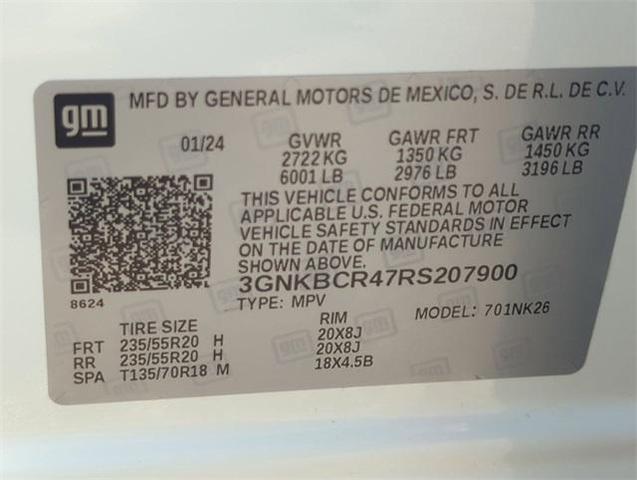 gm MFD BY GENERAL MOTORS DE MEXICO, S. DE R.L. DE C.V.
01/24 GVWR GAWR FRT GAWR RR
2722 KG 1350 KG 1450 KG
6001 LB 2976 LB 3196 LB
THIS VEHICLE CONFORMS TO ALL
APPLICABLE U.S. FEDERAL MOTOR
VEHICLE SAFETY STANDARDS IN EFFECT
ON THE DATE OF MANUFACTURE
SHOWN ABOVE.
3GNKBCR47RS207900
8624
TYPE: MPV MODEL: 701NK26
TIRE SIZE RIM
FRT 235/55R20 H 20X8J
RR 235/55R20 H 20X8J
SPA T135/70R18 M 18X4.5B